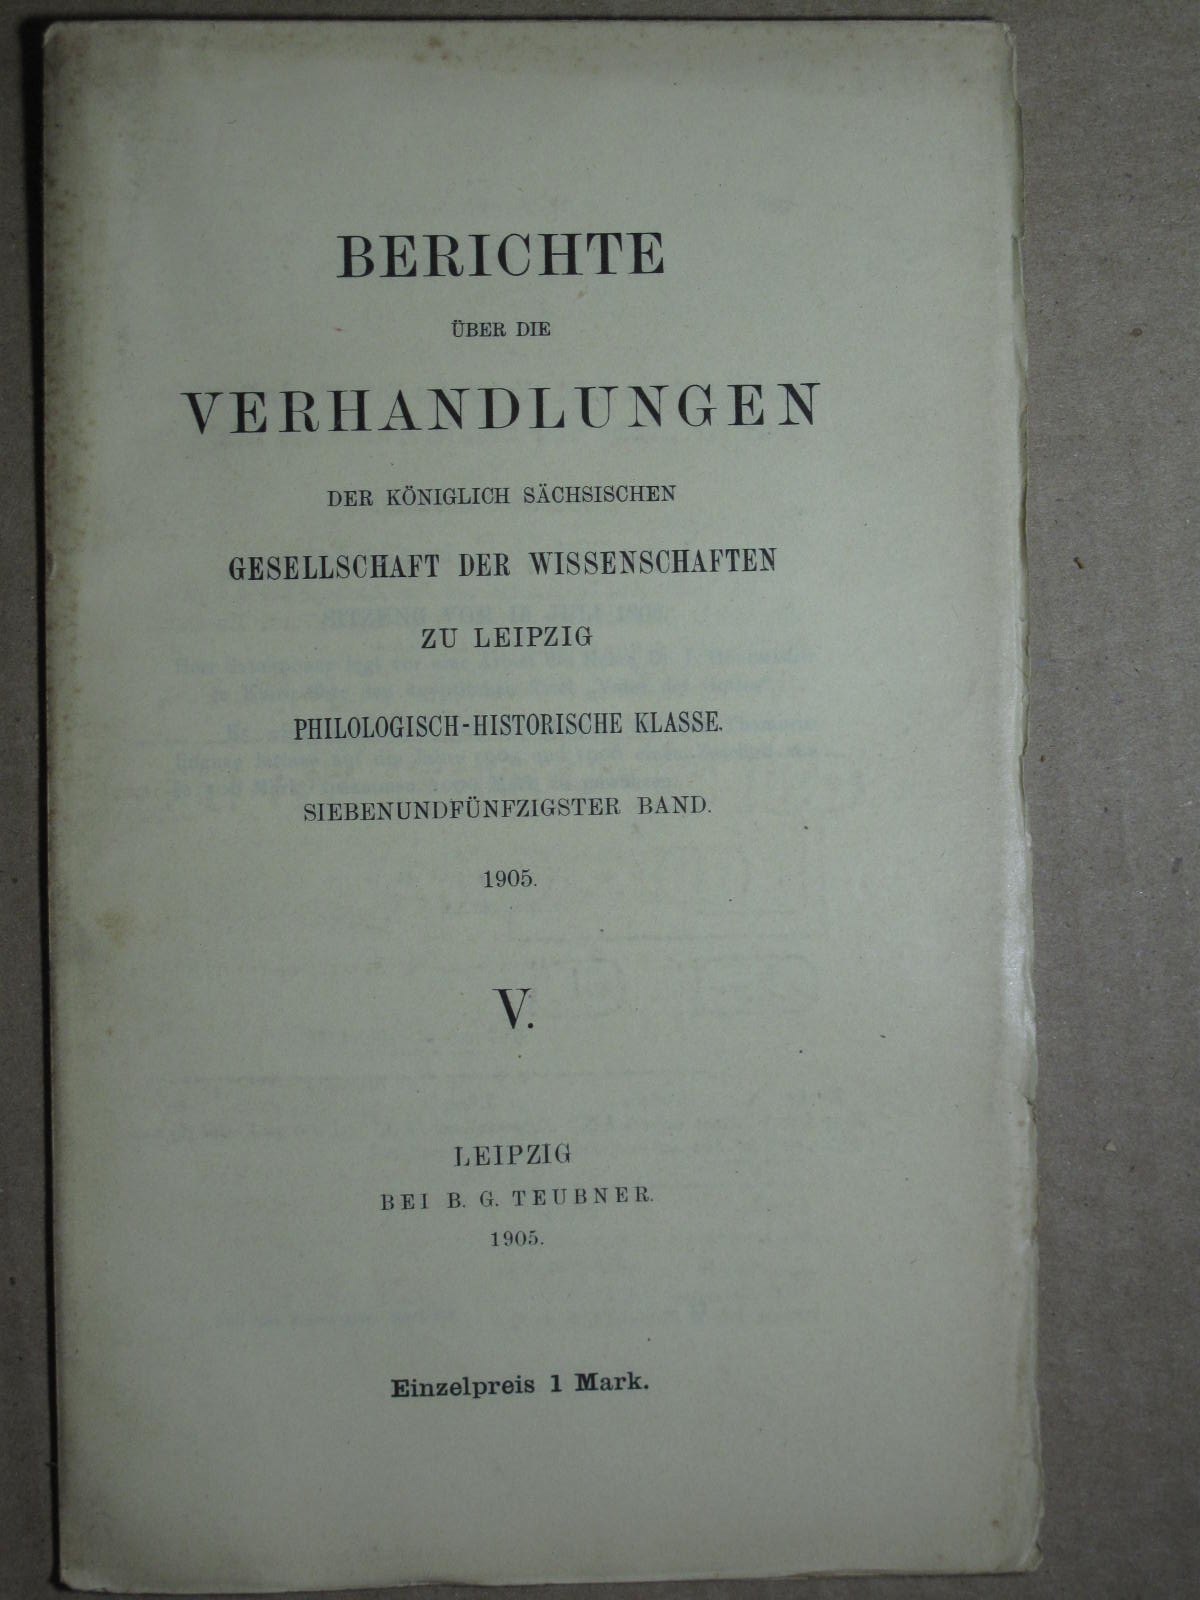 BERICHTE
ÜBER DIE
VERHANDLUNGEN
DER KÖNIGLICH SÄCHSISCHEN
GESELLSCHAFT DER WISSENSCHAFTEN
ZU LEIPZIG
PHILOLOGISCH-HISTORISCHE KLASSE.
SIEBENUNDFÜNFZIGSTER BAND.
1905.
V.
LEIPZIG
BEI B. G. TEUBNER.
1905.
Einzelpreis 1 Mark.